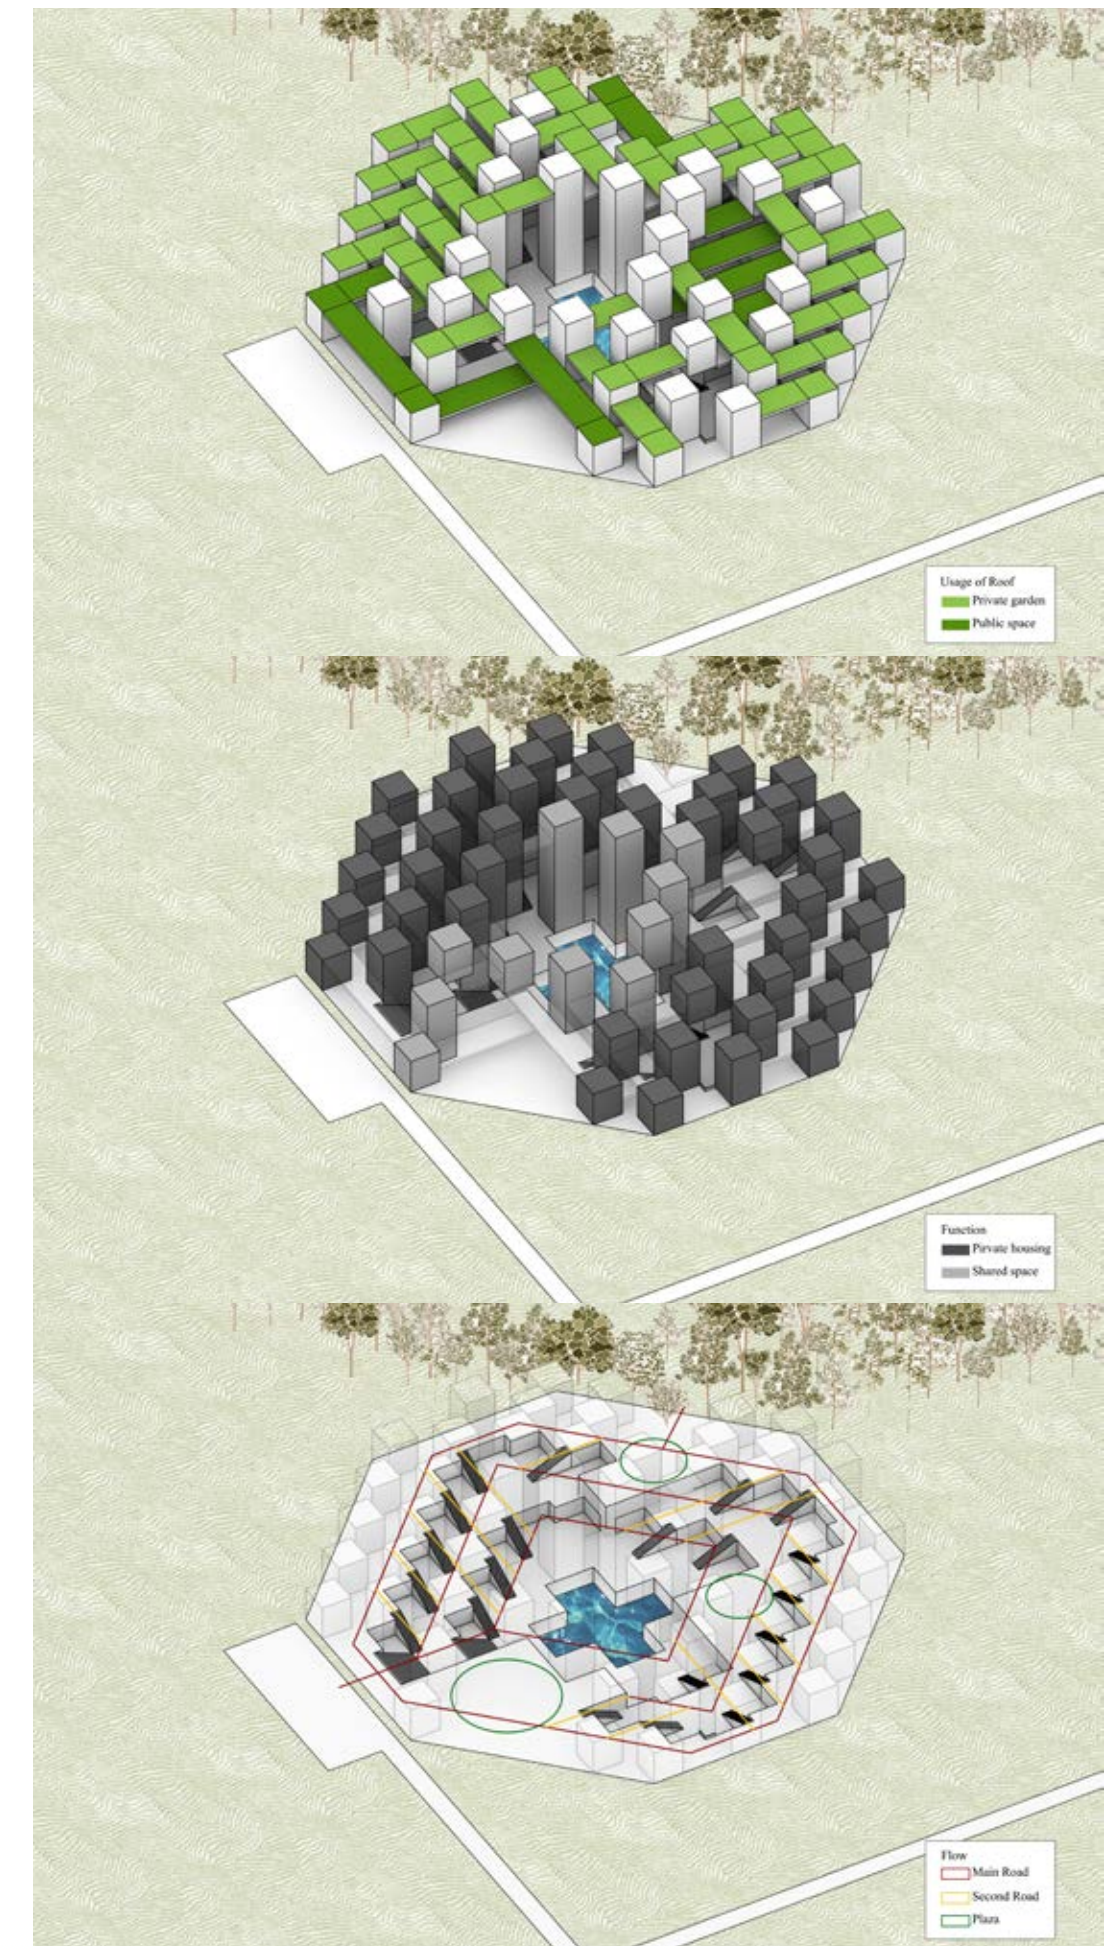 Usage of Roof
Private garden
Public space
Function
Pirvate housing
Shared space
Flow
Main Road
Second Road
Plaza